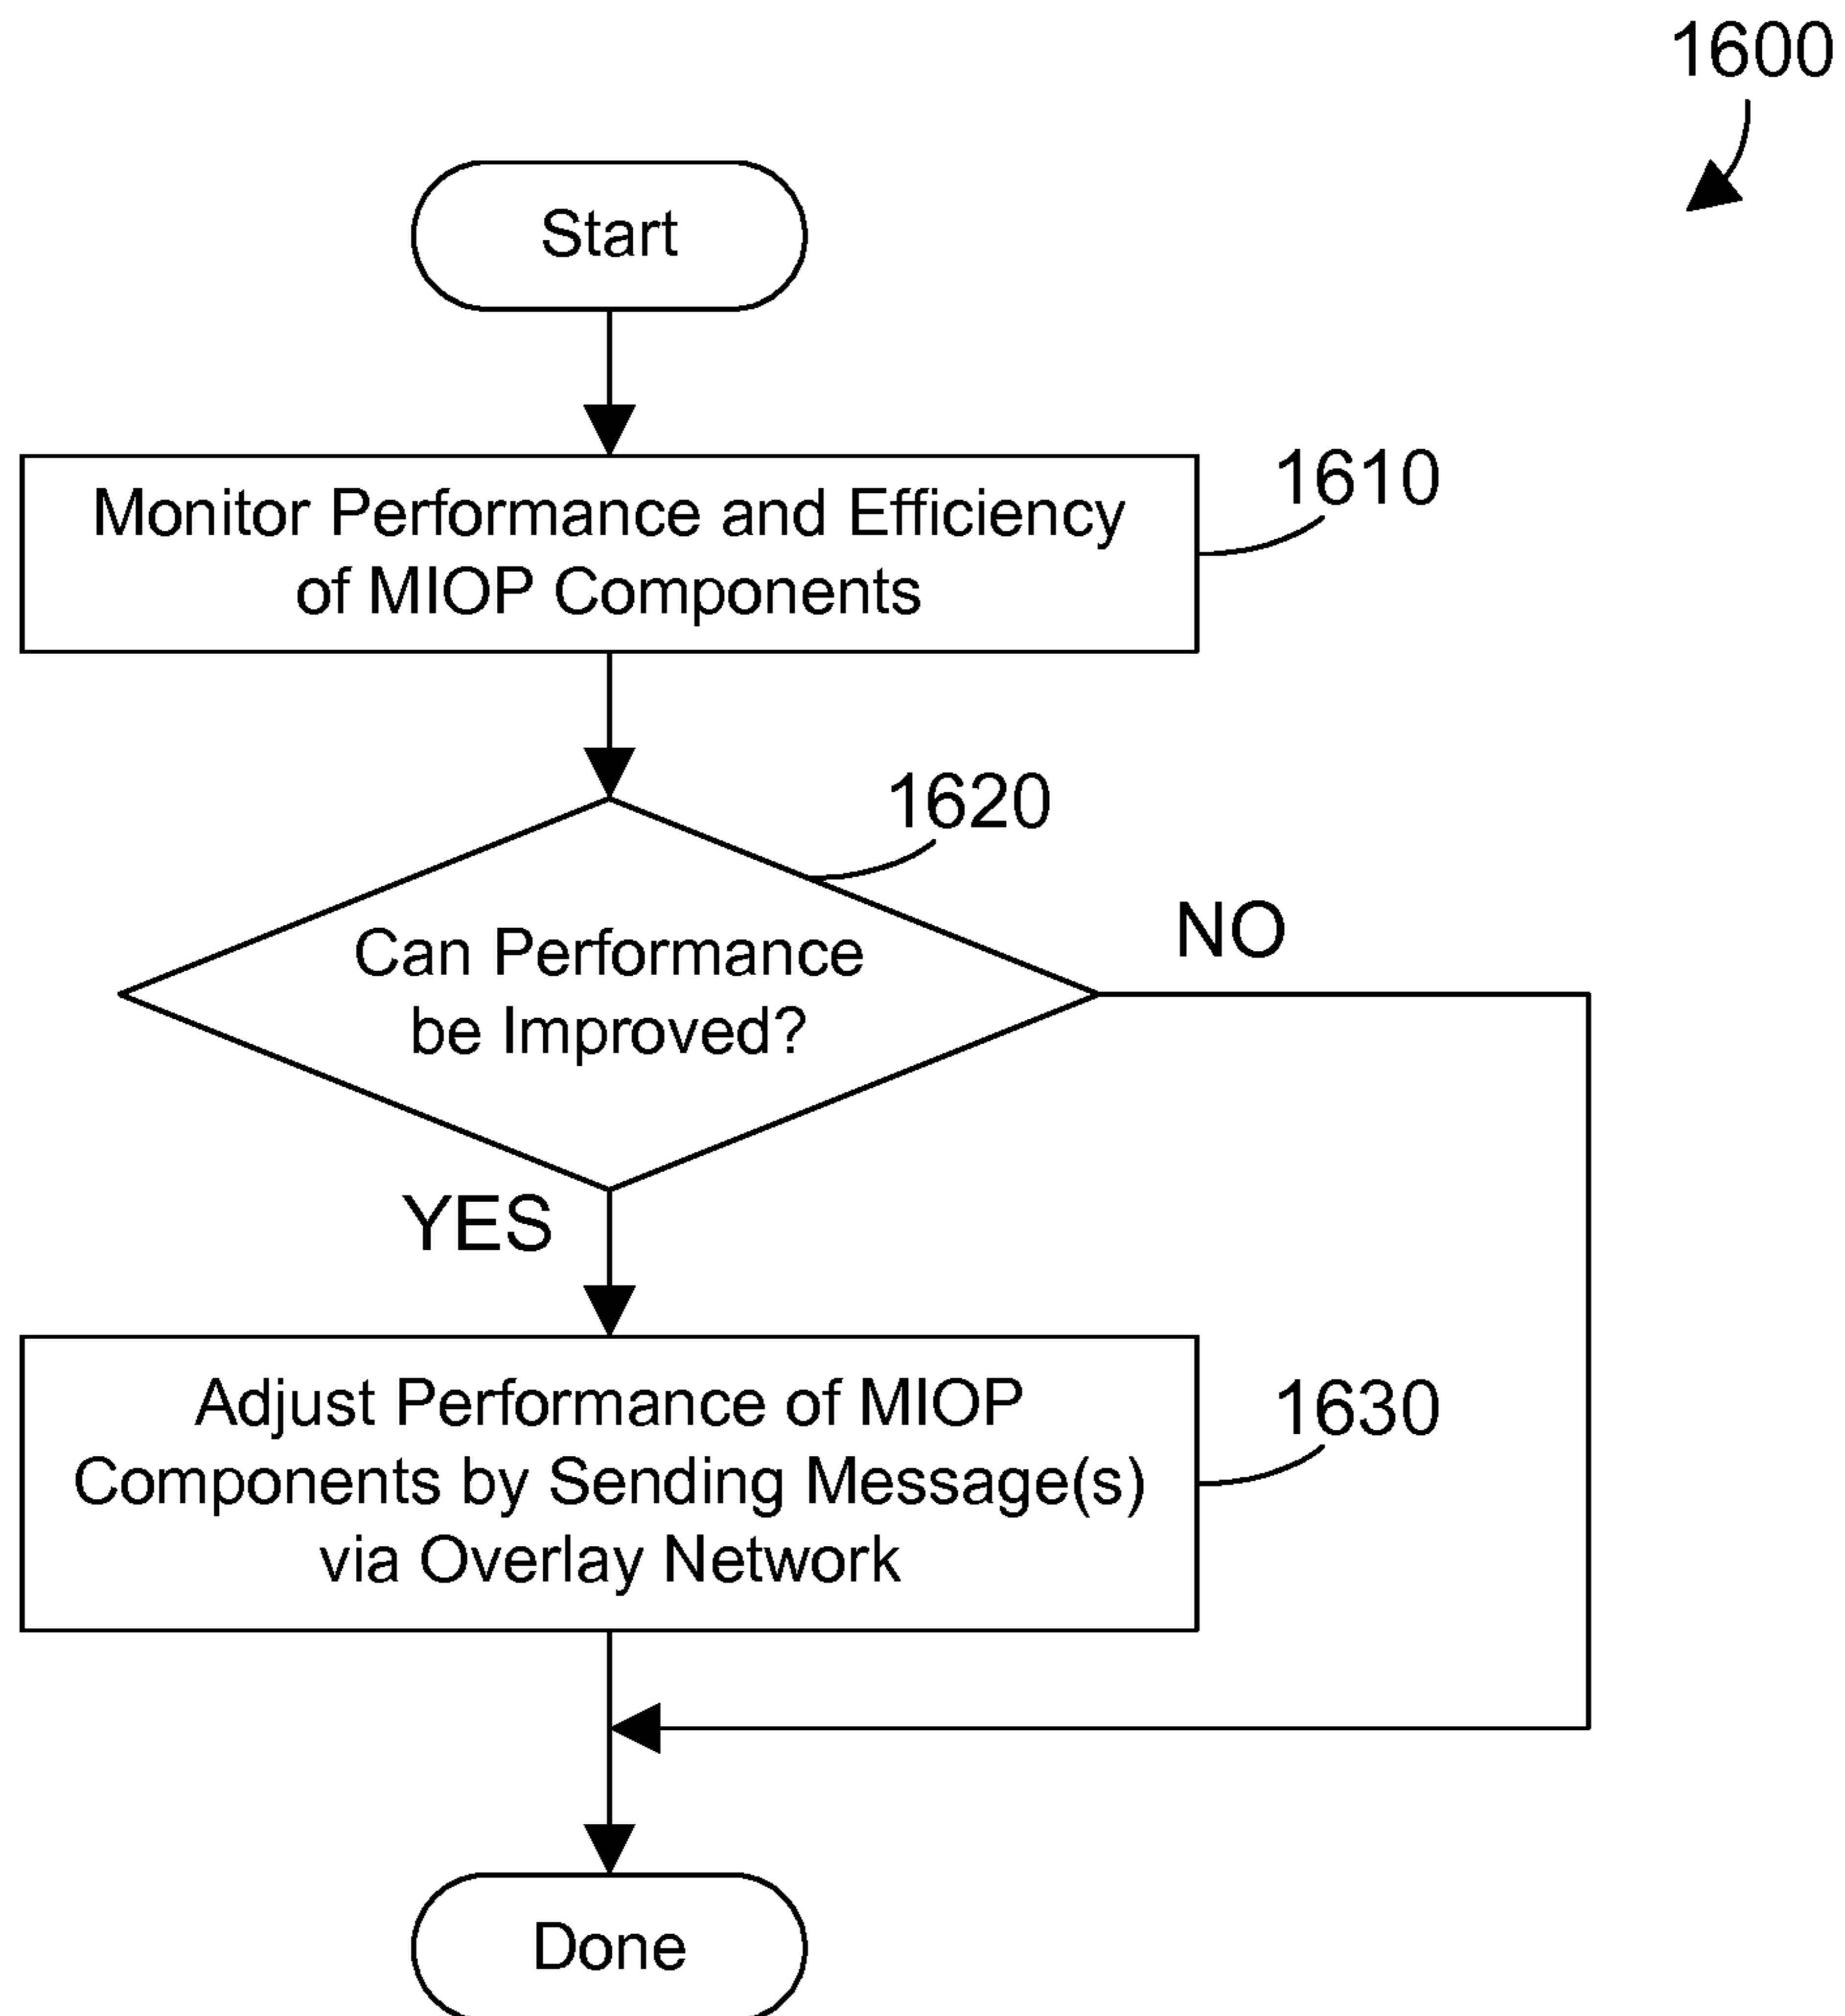 1600
Start
1610
Monitor Performance and Efficiency
of MIOP Components
1620
Can Performance
be Improved?
NO
YES
1630
Adjust Performance of MIOP
Components by Sending Message(s)
via Overlay Network
Done